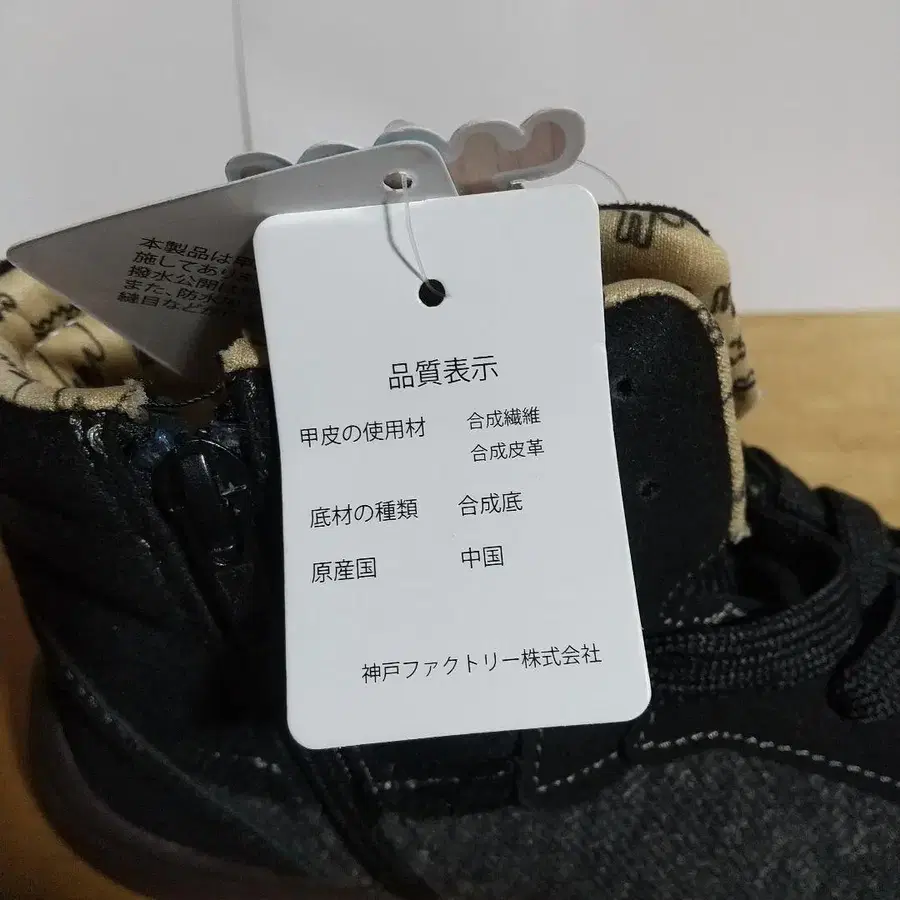 本製品は
施してあり
撥水公開
また、防水
縫目などか
品質表示
甲皮の使用材 合成繊維
合成皮革
底材の種類 合成底
原産国 中国
神戸ファクトリー株式会社